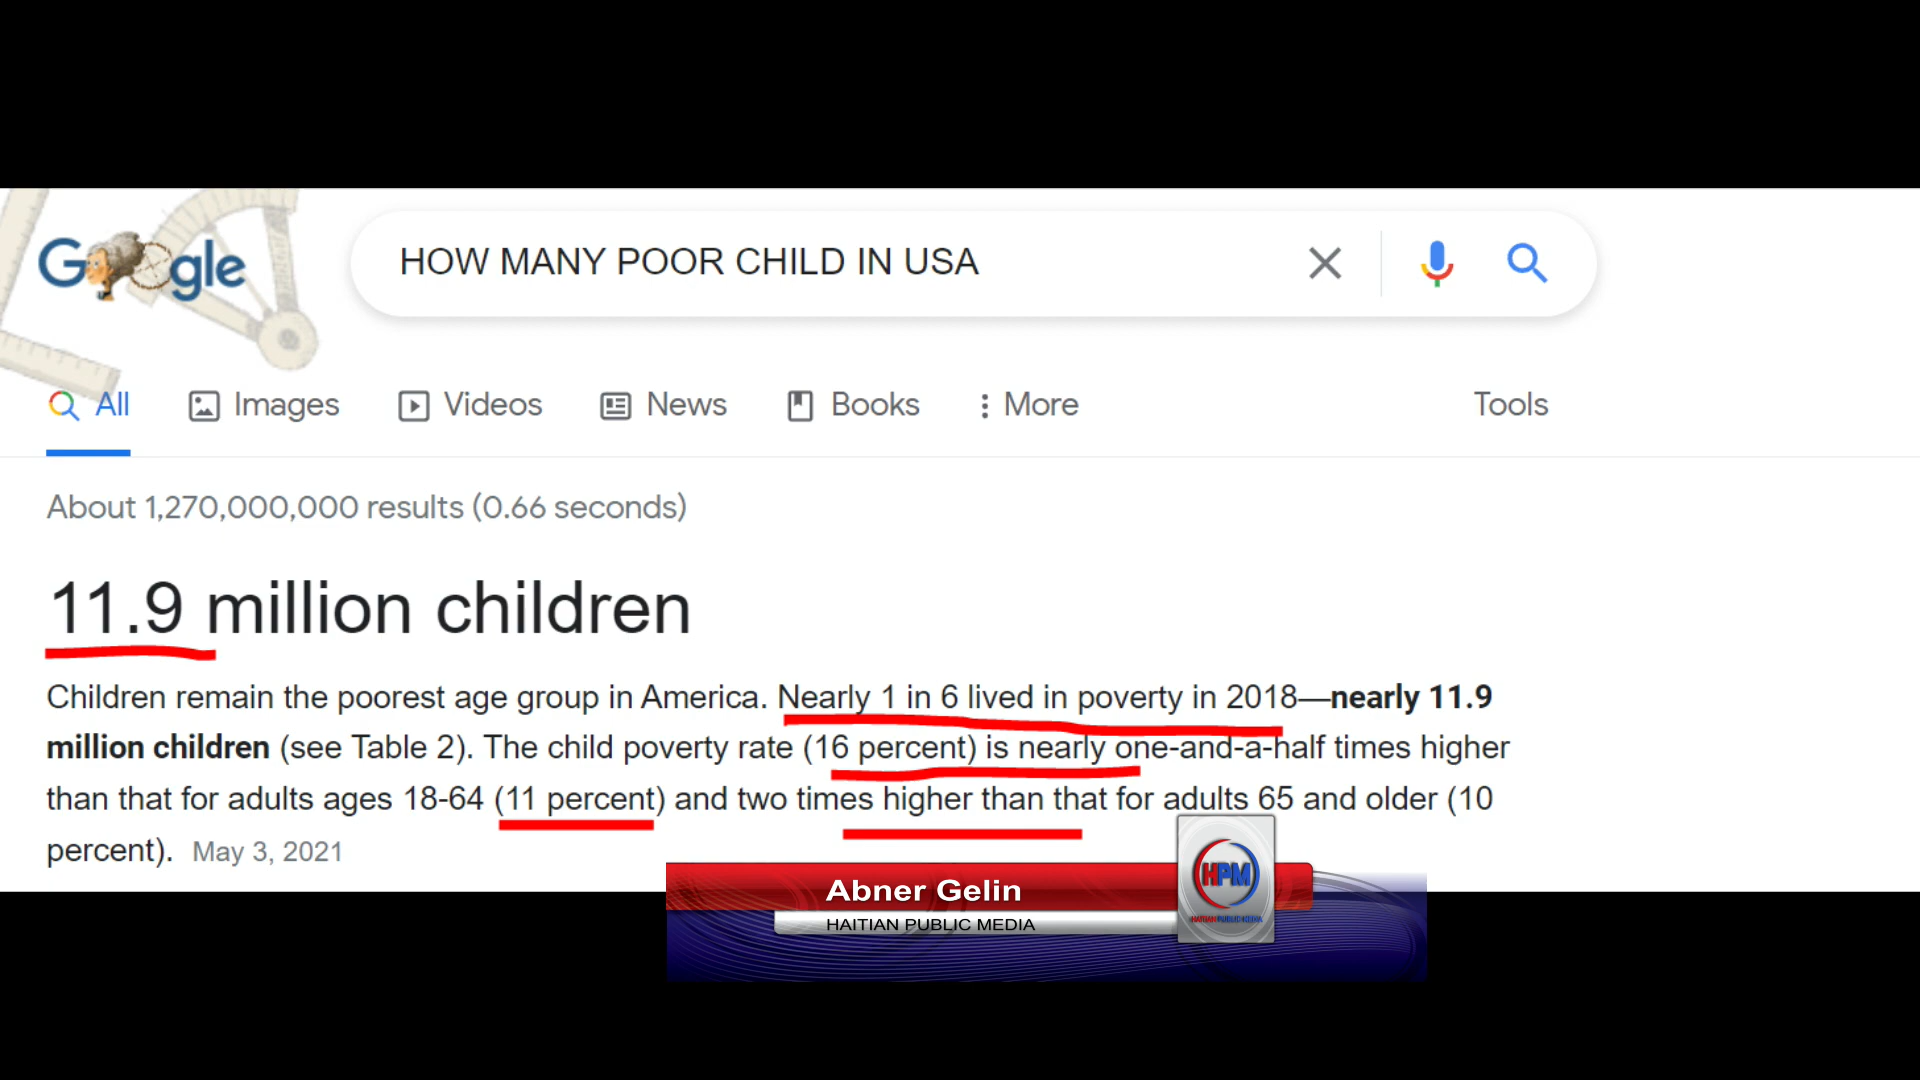 Google
HOW MANY POOR CHILD IN USA
All Images Videos News Books More Tools
About 1,270,000,000 results (0.66 seconds)
11.9 million children
Children remain the poorest age group in America. Nearly 1 in 6 lived in poverty in 2018—nearly 11.9
million children (see Table 2). The child poverty rate (16 percent) is nearly one-and-a-half times higher
than that for adults ages 18-64 (11 percent) and two times higher than that for adults 65 and older (10
percent). May 3, 2021
Abner Gelin
HAITIAN PUBLIC MEDIA
HPM
HAITIAN PUBLIC MEDIA